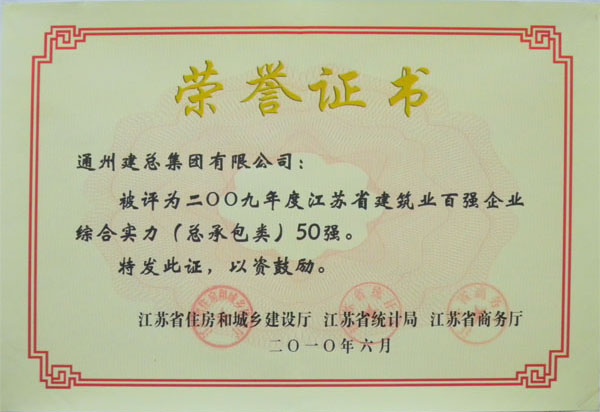 荣誉证书
通州建总集团有限公司：
被评为二〇〇九年度江苏省建筑业百强企业
综合实力（总承包类）50强。
特发此证，以资鼓励。
江苏省住房和城乡建设厅 江苏省统计局 江苏省商务厅
二〇一〇年六月